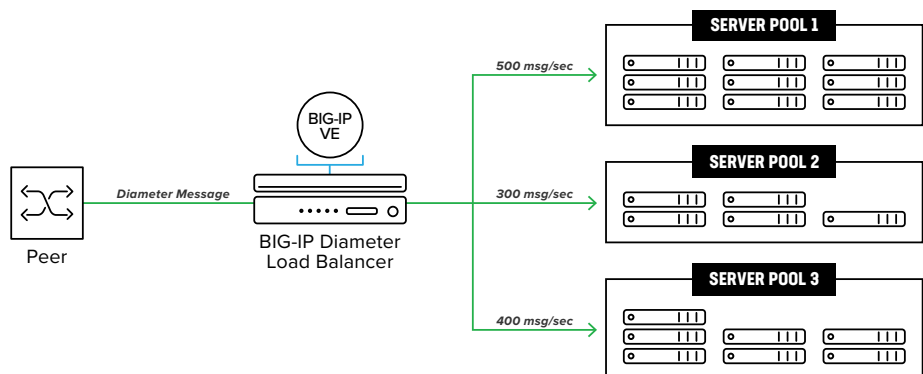 SERVER POOL 1
500 msg/sec
BIG-IP
VE
SERVER POOL 2
Diameter Message
300 msg/sec
Peer
BIG-IP Diameter
Load Balancer
SERVER POOL 3
400 msg/sec